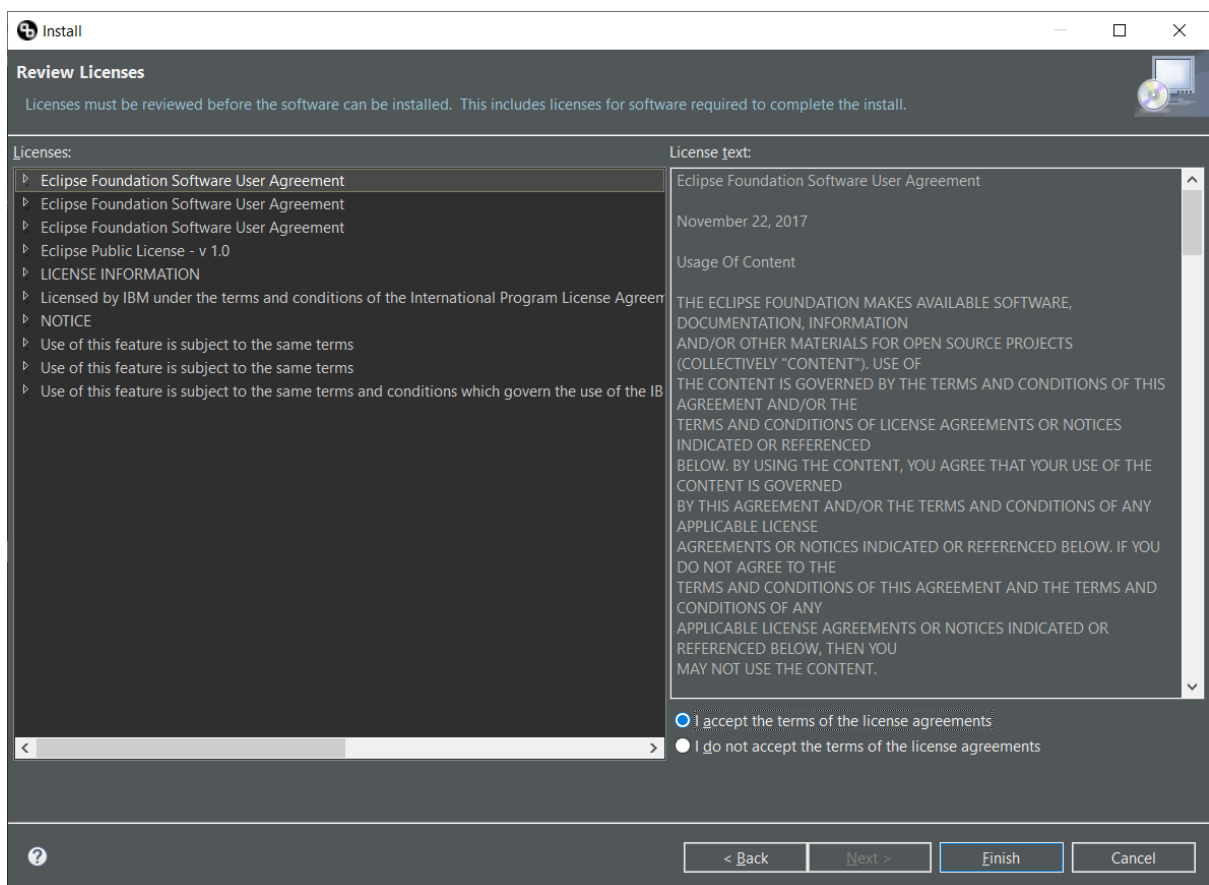 Install
Review Licenses
Licenses must be reviewed before the software can be installed.  This includes licenses for software required to complete the install.
Licenses:
Eclipse Foundation Software User Agreement
Eclipse Foundation Software User Agreement
Eclipse Foundation Software User Agreement
Eclipse Public License - v 1.0
LICENSE INFORMATION
Licensed by IBM under the terms and conditions of the International Program License Agreem
NOTICE
Use of this feature is subject to the same terms
Use of this feature is subject to the same terms
Use of this feature is subject to the same terms and conditions which govern the use of the IB
License text:
Eclipse Foundation Software User Agreement
November 22, 2017
Usage Of Content
THE ECLIPSE FOUNDATION MAKES AVAILABLE SOFTWARE,
DOCUMENTATION, INFORMATION
AND/OR OTHER MATERIALS FOR OPEN SOURCE PROJECTS
(COLLECTIVELY "CONTENT"). USE OF
THE CONTENT IS GOVERNED BY THE TERMS AND CONDITIONS OF THIS
AGREEMENT AND/OR THE
TERMS AND CONDITIONS OF LICENSE AGREEMENTS OR NOTICES
INDICATED OR REFERENCED
BELOW. BY USING THE CONTENT, YOU AGREE THAT YOUR USE OF THE
CONTENT IS GOVERNED
BY THIS AGREEMENT AND/OR THE TERMS AND CONDITIONS OF ANY
APPLICABLE LICENSE
AGREEMENTS OR NOTICES INDICATED OR REFERENCED BELOW. IF YOU
DO NOT AGREE TO THE
TERMS AND CONDITIONS OF THIS AGREEMENT AND THE TERMS AND
CONDITIONS OF ANY
APPLICABLE LICENSE AGREEMENTS OR NOTICES INDICATED OR
REFERENCED BELOW, THEN YOU
MAY NOT USE THE CONTENT.
I accept the terms of the license agreements
I do not accept the terms of the license agreements
< Back
Next >
Finish
Cancel